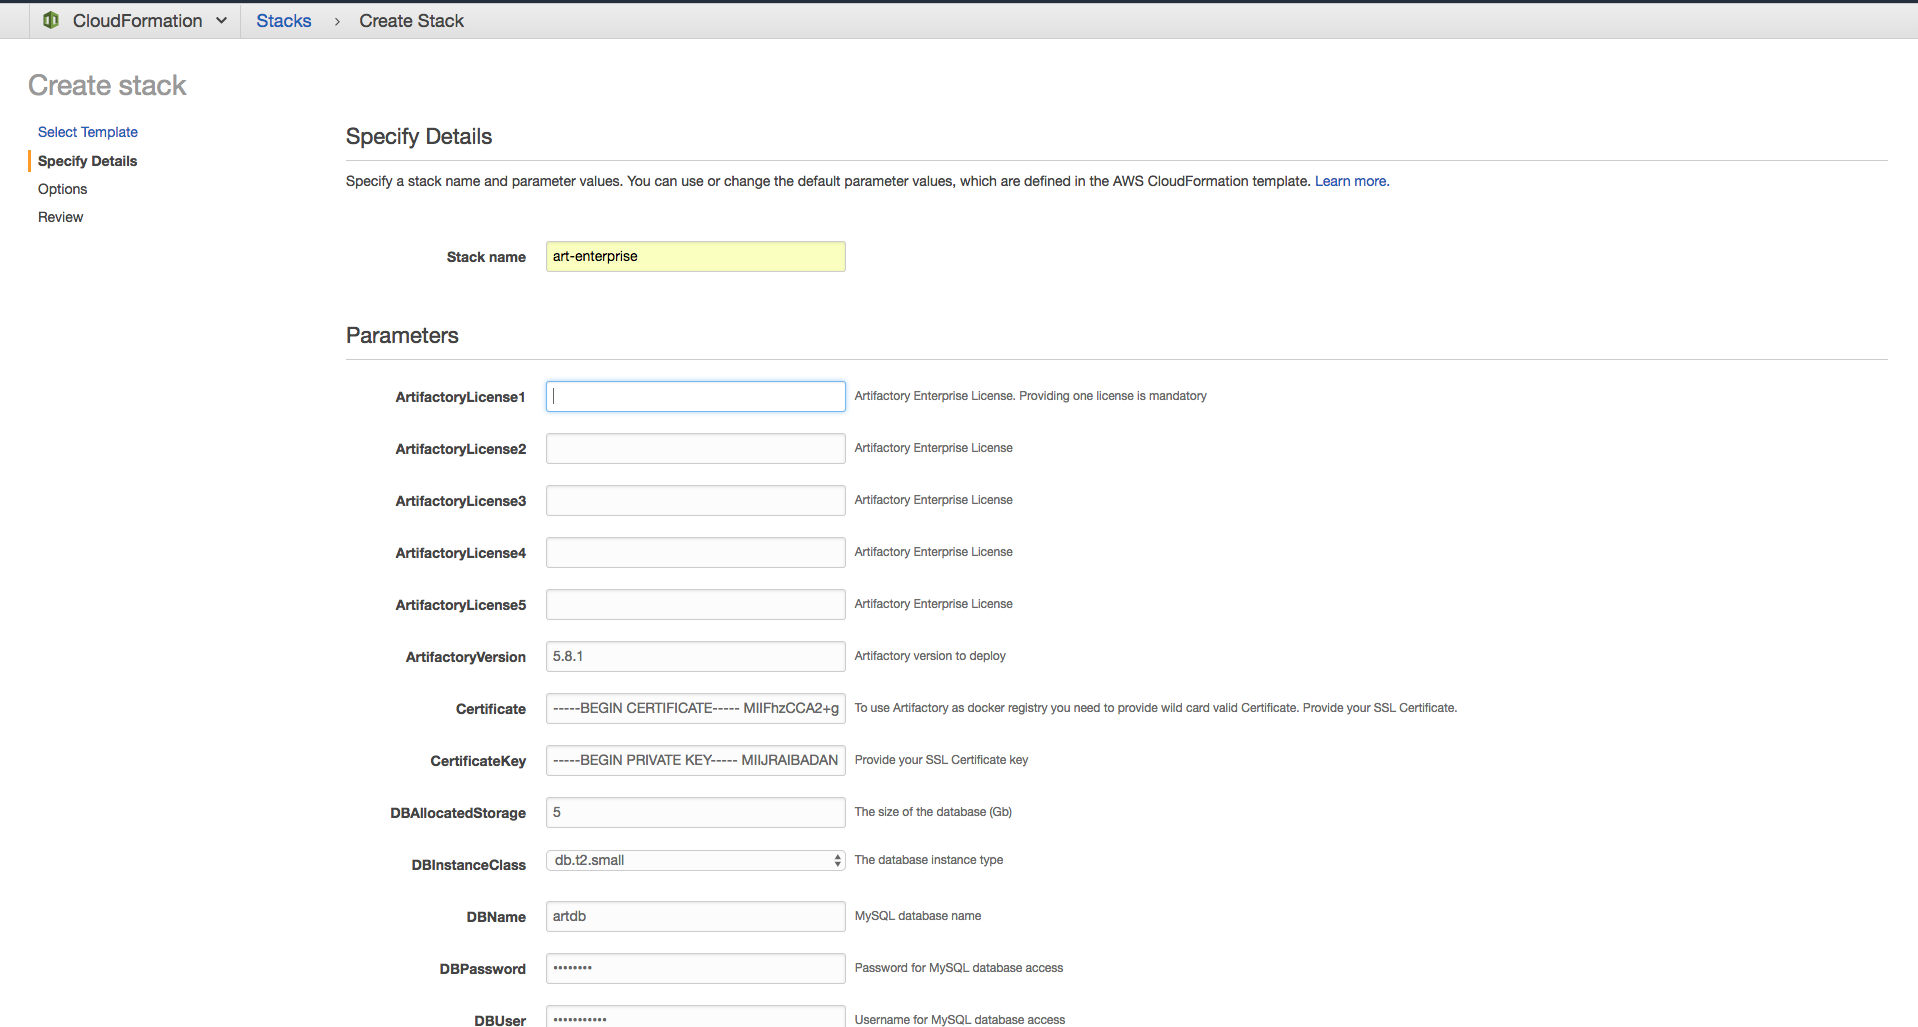 CloudFormation Stacks › Create Stack
Create stack
Select Template
Specify Details
Options
Review
Specify Details
Specify a stack name and parameter values. You can use or change the default parameter values, which are defined in the AWS CloudFormation template. Learn more.
Stack name art-enterprise
Parameters
ArtifactoryLicense1 Artifactory Enterprise License. Providing one license is mandatory
ArtifactoryLicense2 Artifactory Enterprise License
ArtifactoryLicense3 Artifactory Enterprise License
ArtifactoryLicense4 Artifactory Enterprise License
ArtifactoryLicense5 Artifactory Enterprise License
ArtifactoryVersion 5.8.1 Artifactory version to deploy
Certificate -----BEGIN CERTIFICATE----- MIIFhzCCA2+g To use Artifactory as docker registry you need to provide wild card valid Certificate. Provide your SSL Certificate.
CertificateKey -----BEGIN PRIVATE KEY----- MIIJRAIBADAN Provide your SSL Certificate key
DBAllocatedStorage 5 The size of the database (Gb)
DBInstanceClass db.t2.small The database instance type
DBName artdb MySQL database name
DBPassword •••••••• Password for MySQL database access
DBUser ••••••••••• Username for MySQL database access